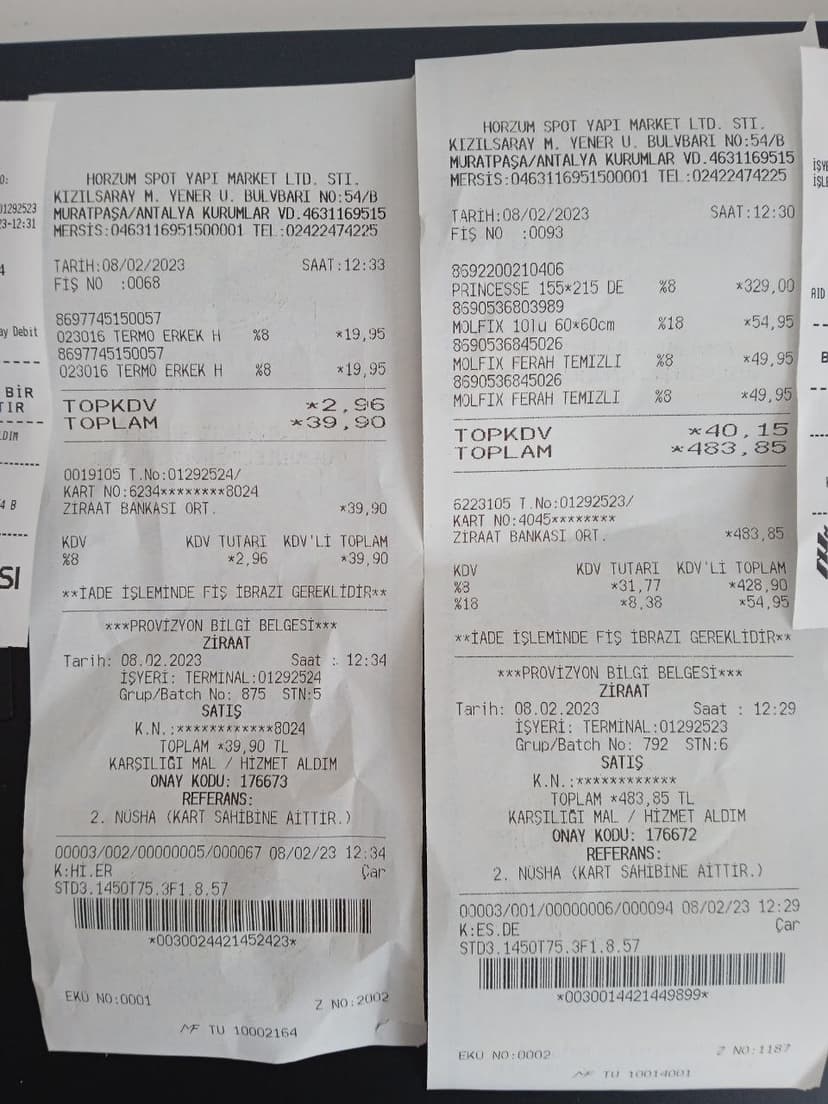 HORZUM SPOT YAPI MARKET LTD. STI.
KIZILSARAY M. YENER U. BULVBARI NO:54/B
MURATPAŞA/ANTALYA KURUMLAR VD.4631169515
MERSİS:0463116951500001 TEL:02422474225
TARİH:08/02/2023 SAAT:12:33
FİŞ NO :0068
8697745150057
023016 TERMO ERKEK H %8 *19,95
8697745150057
023016 TERMO ERKEK H %8 *19,95
TOPKDV *2,96
TOPLAM *39,90
0019105 T.No:01292524/
KART NO:6234********8024
ZİRAAT BANKASI ORT. *39,90
KDV KDV TUTARI KDV'Lİ TOPLAM
%8 *2,96 *39,90
**İADE İŞLEMİNDE FİŞ İBRAZI GEREKLİDİR**
***PROVİZYON BİLGİ BELGESİ***
ZİRAAT
Tarih: 08.02.2023 Saat : 12:34
İŞYERİ: TERMİNAL:01292524
Grup/Batch No: 875 STN:5
SATIŞ
K.N.:************8024
TOPLAM *39,90 TL
KARŞILIĞI MAL / HİZMET ALDIM
ONAY KODU: 176673
REFERANS:
2. NÜSHA (KART SAHİBİNE AİTTİR.)
00003/002/00000005/000067 08/02/23 12:34
K:Hİ.ER Çar
STD3.1450T75.3F1.8.57
*0030024421452423*
EKÜ NO:0001 Z NO:2002
MF TU 10002164
HORZUM SPOT YAPI MARKET LTD. STI.
KIZILSARAY M. YENER U. BULVBARI NO:54/B
MURATPAŞA/ANTALYA KURUMLAR VD.4631169515
MERSİS:0463116951500001 TEL:02422474225
TARİH:08/02/2023 SAAT:12:30
FİŞ NO :0093
8692200210406
PRINCESSE 155*215 DE %8 *329,00
8690536803989
MOLFIX 10lu 60*60cm %18 *54,95
8690536845026
MOLFIX FERAH TEMIZLI %8 *49,95
8690536845026
MOLFIX FERAH TEMIZLI %8 *49,95
TOPKDV *40,15
TOPLAM *483,85
6223105 T.No:01292523/
KART NO:4045********
ZİRAAT BANKASI ORT. *483,85
KDV KDV TUTARI KDV'Lİ TOPLAM
%8 *31,77 *428,90
%18 *8,38 *54,95
**İADE İŞLEMİNDE FİŞ İBRAZI GEREKLİDİR**
***PROVİZYON BİLGİ BELGESİ***
ZİRAAT
Tarih: 08.02.2023 Saat : 12:29
İŞYERİ: TERMİNAL:01292523
Grup/Batch No: 792 STN:6
SATIŞ
K.N.:************
TOPLAM *483,85 TL
KARŞILIĞI MAL / HİZMET ALDIM
ONAY KODU: 176672
REFERANS:
2. NÜSHA (KART SAHİBİNE AİTTİR.)
00003/001/00000006/000094 08/02/23 12:29
K:ES.DE Çar
STD3.1450T75.3F1.8.57
*0030014421449899*
EKÜ NO:0002 Z NO:1187
MF TU 10014001